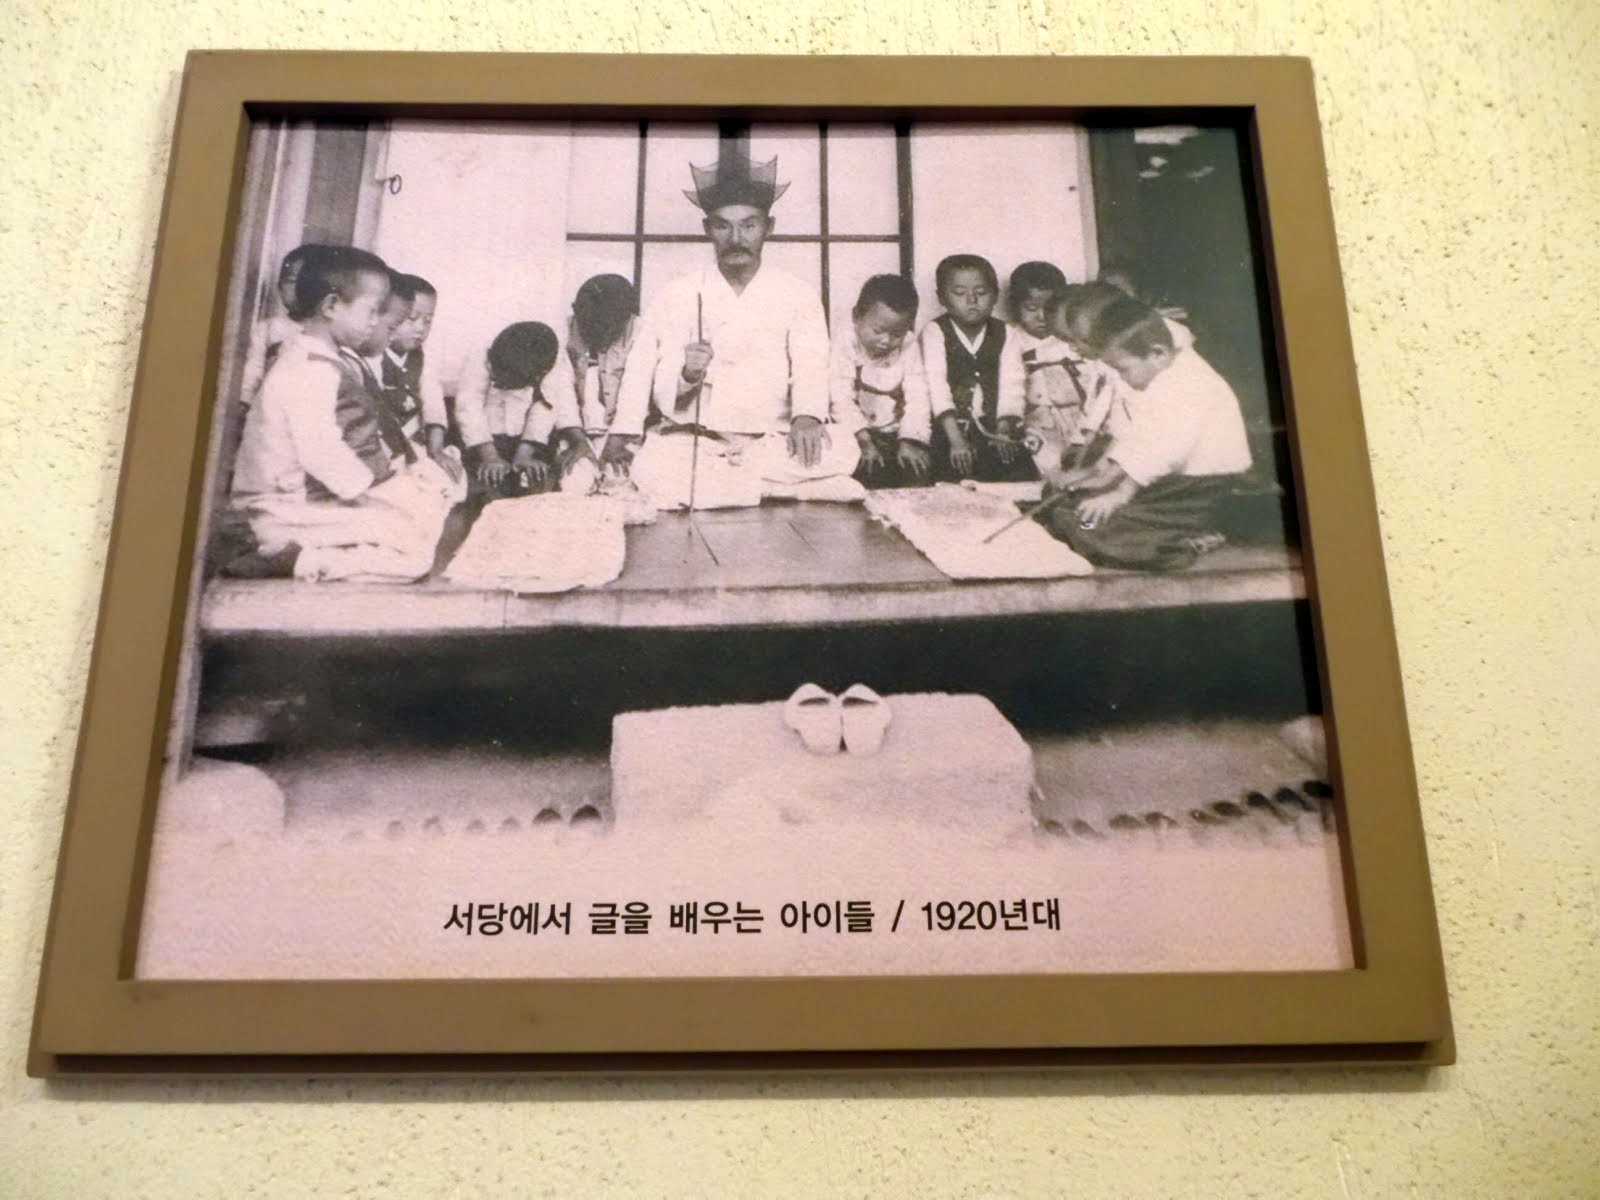 서당에서 글을 배우는 아이들 / 1920년대